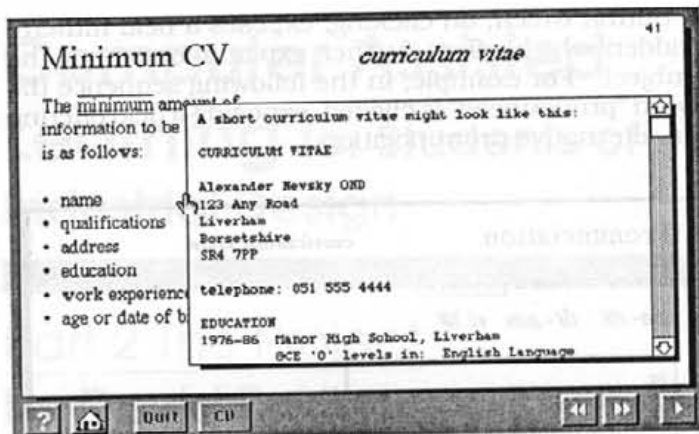 41
Minimum CV
curriculum vitae
The minimum amount of
information to be
is as follows:
• name
• qualifications
• address
• education
• work experience
• age or date of b
A short curriculum vitae might look like this:
CURRICULUM VITAE
Alexander Nevsky OND
123 Any Road
Liverham
Borsetshire
SR4 7PP
telephone: 051 555 4444
EDUCATION
1976-86 Manor High School, Liverham
GCE 'O' levels in: English Language
?
Quit
CV